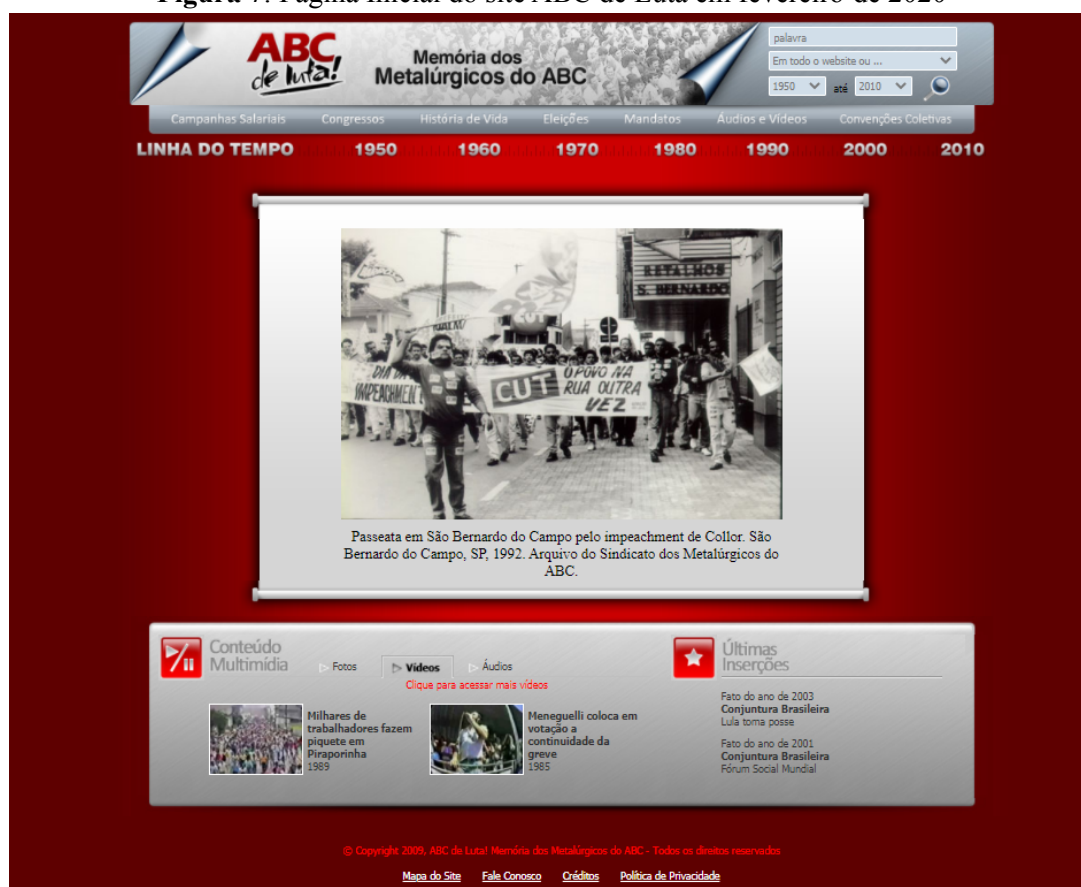 Figura 7: Página Inicial do site ABC de Luta em fevereiro de 2020
ABC
de luta!
Memória dos
Metalúrgicos do ABC
palavra
Em todo o website ou ...
1950 até 2010
Campanhas Salariais Congressos História de Vida Eleições Mandatos Áudios e Vídeos Convenções Coletivas
LINHA DO TEMPO 1950 1960 1970 1980 1990 2000 2010
RETALHOS
S. BERNARDO
CUT
IMPEACHMENT
CUT
O POVO NA
RUA OUTRA
VEZ
Passeata em São Bernardo do Campo pelo impeachment de Collor. São
Bernardo do Campo, SP, 1992. Arquivo do Sindicato dos Metalúrgicos do
ABC.
Conteúdo
Multimídia
Fotos Vídeos Áudios
Clique para acessar mais vídeos
Milhares de
trabalhadores fazem
piquete em
Piraporinha
1989
Meneguelli coloca em
votação a
continuidade da
greve
1985
Últimas
Inserções
Fato do ano de 2003
Conjuntura Brasileira
Lula toma posse
Fato do ano de 2001
Conjuntura Brasileira
Fórum Social Mundial
© Copyright 2009, ABC de Luta! Memória dos Metalúrgicos do ABC - Todos os direitos reservados
Mapa do Site Fale Conosco Créditos Política de Privacidade